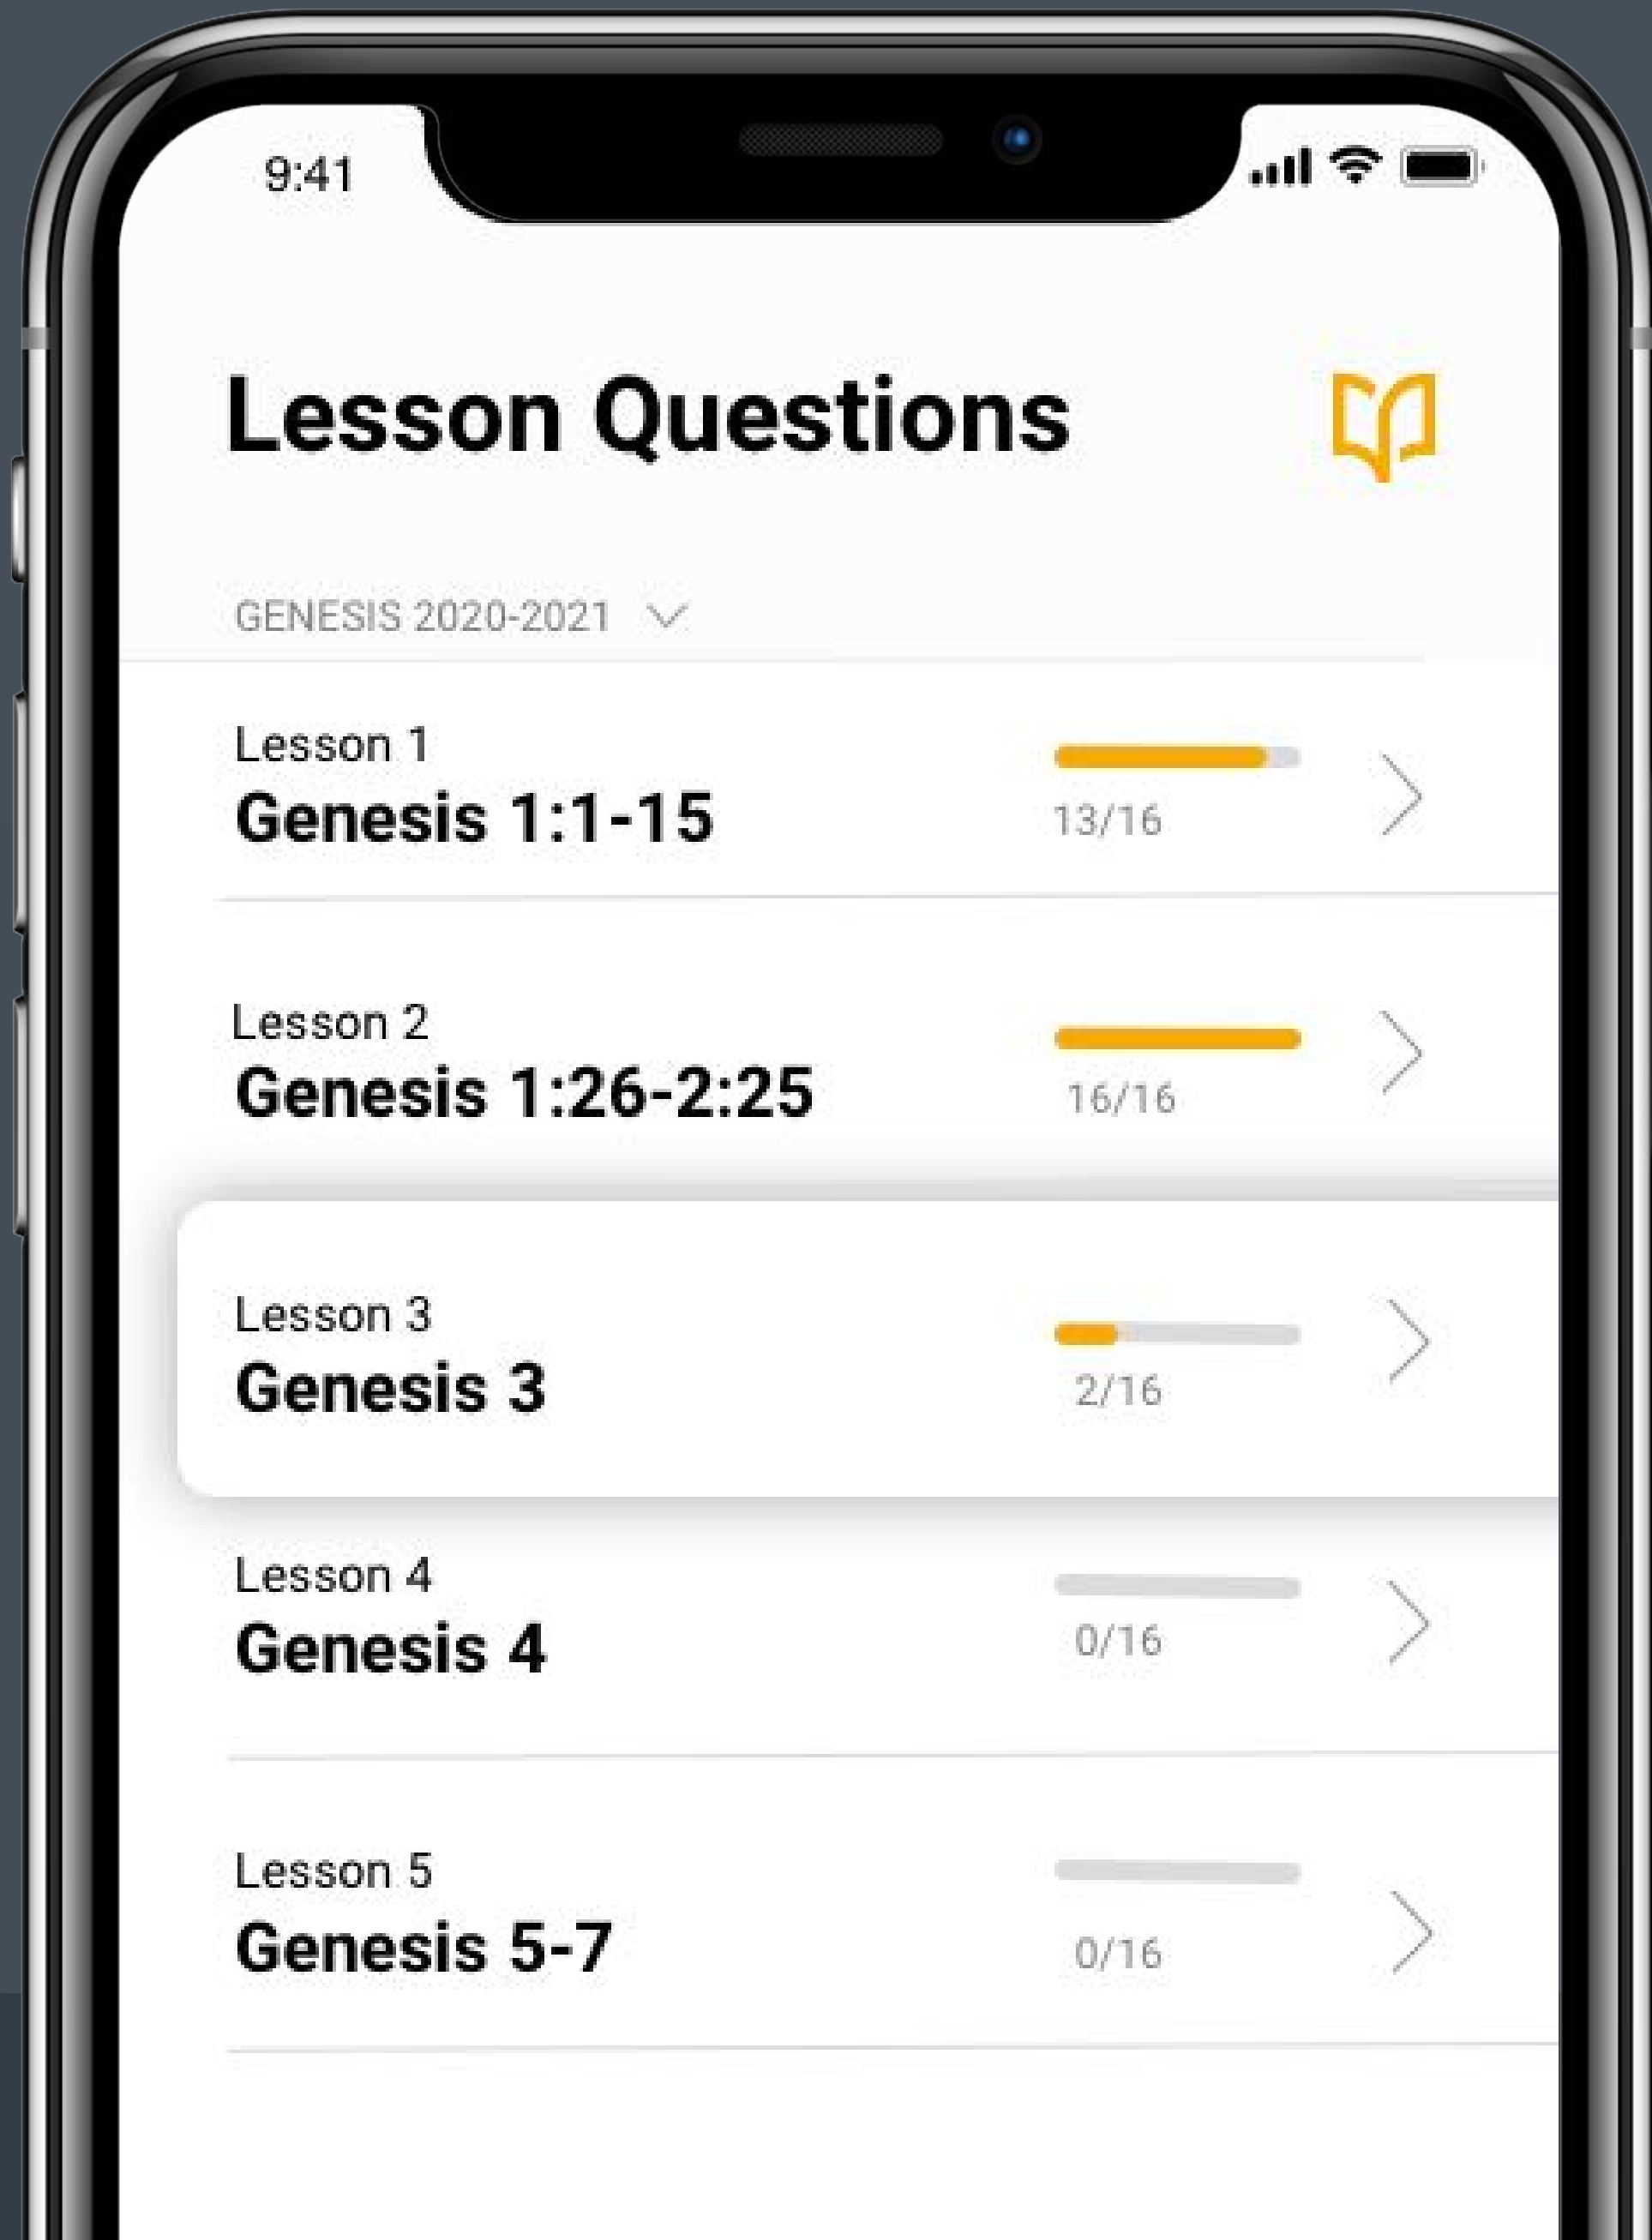 9:41
Lesson Questions
GENESIS 2020-2021
Lesson 1
Genesis 1:1-15
13/16
Lesson 2
Genesis 1:26-2:25
16/16
Lesson 3
Genesis 3
2/16
Lesson 4
Genesis 4
0/16
Lesson 5
Genesis 5-7
0/16